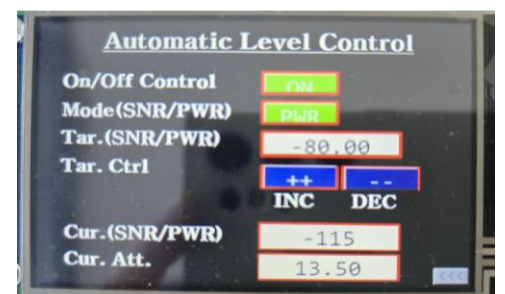 Automatic Level Control
On/Off Control ON
Mode(SNR/PWR) PWR
Tar.(SNR/PWR) -80.00
Tar. Ctrl ++ --
INC DEC
Cur.(SNR/PWR) -115
Cur. Att. 13.50 <<<